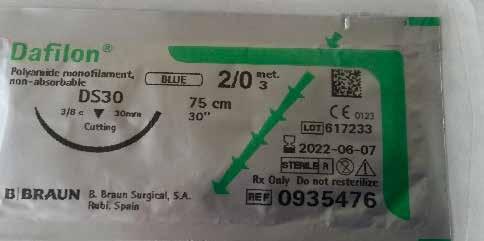 Dafilon®
Polyamide monofilament,
non-absorbable
BLUE 2/0 met. 3
DS30
75 cm
30"
3/8 c 30mm
Cutting
CE 0123
LOT 617233
2022-06-07
STERILE R
Rx Only Do not resterilize
REF 0935476
B|BRAUN
B. Braun Surgical, S.A.
Rubi, Spain